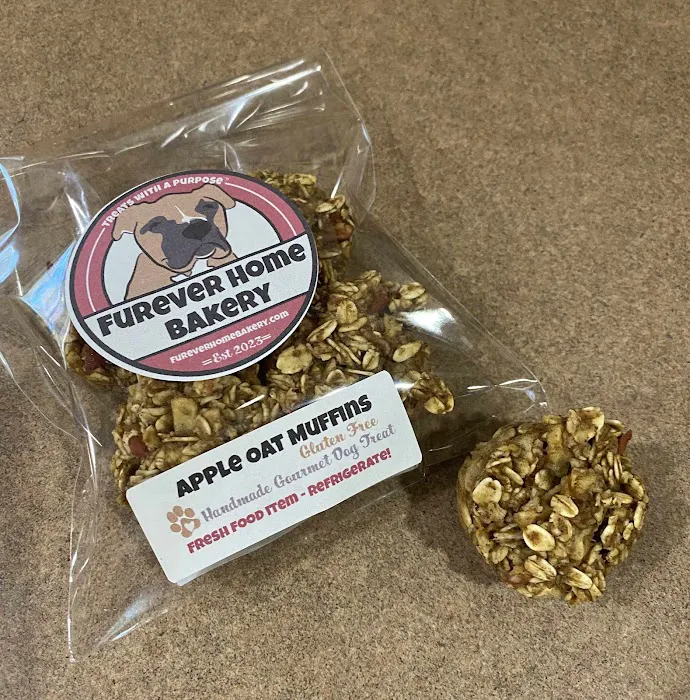 TREATS WITH A PURPOSE™
FUREVER HOME
BAKERY
FUREVERHOMEBAKERY.COM
=Est 2023=
APPLE OAT MUFFINS
Gluten Free
Handmade Gourmet Dog Treat
FRESH FOOD ITEM - REFRIGERATE!